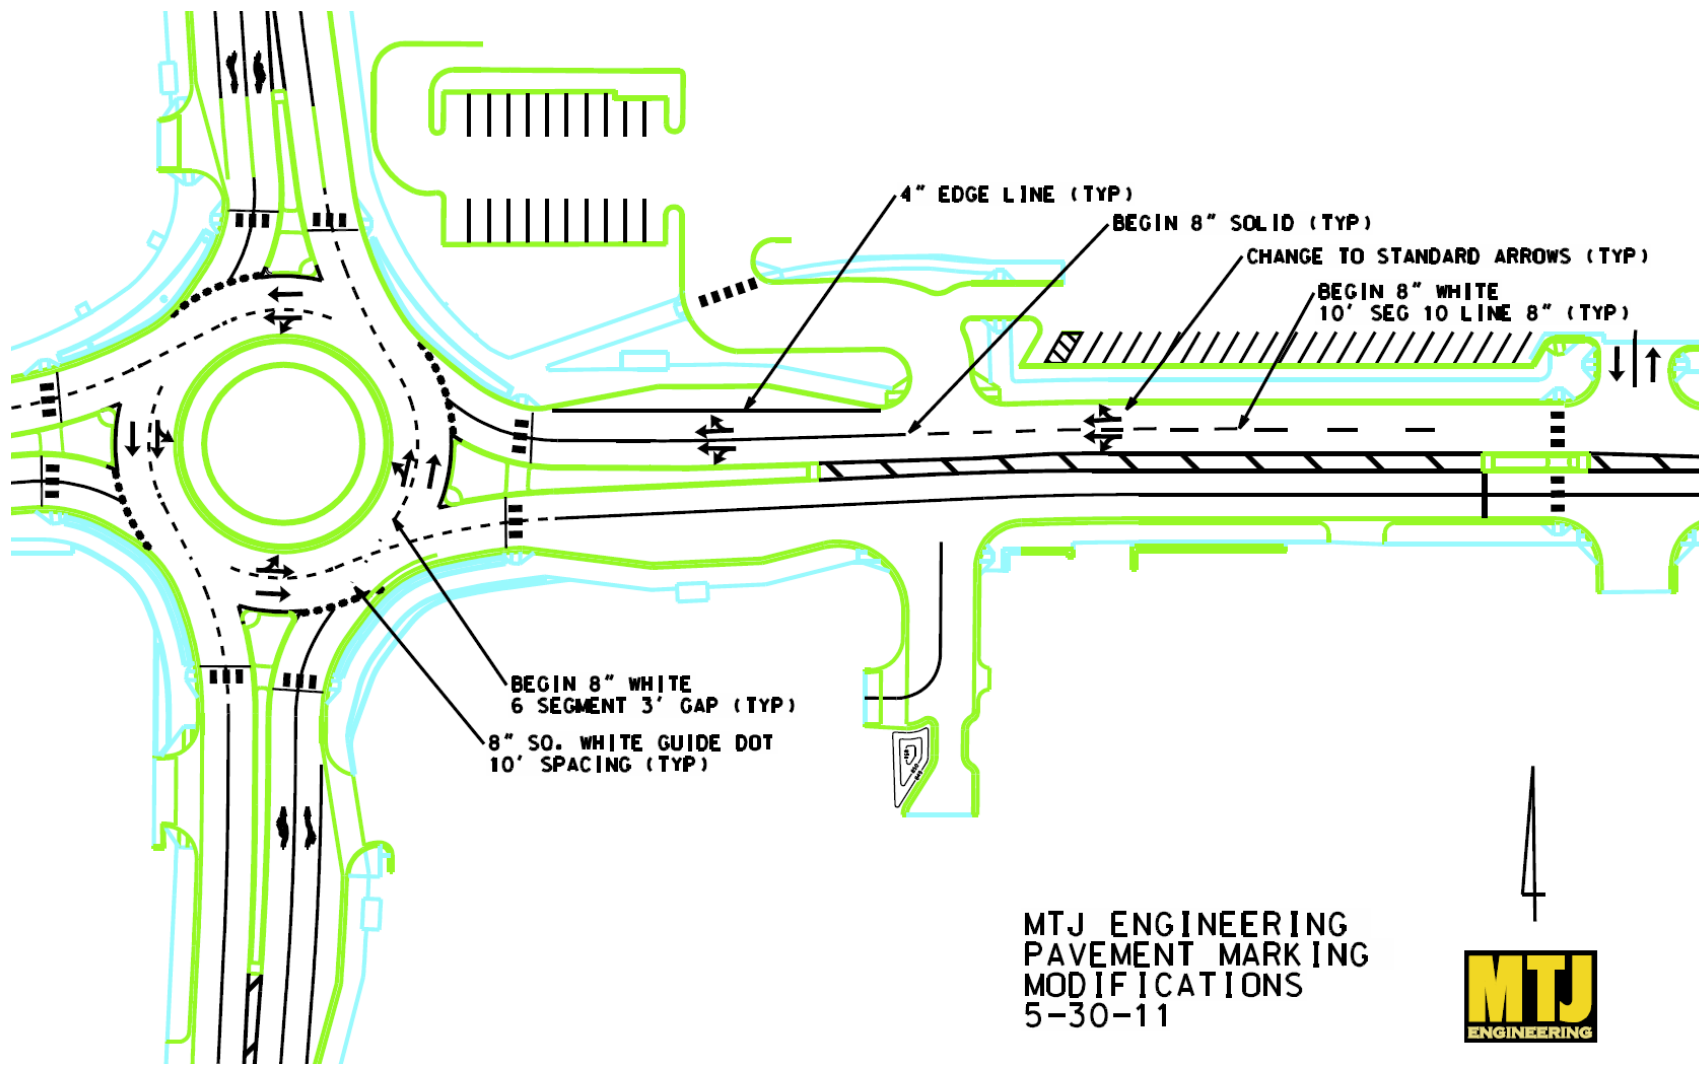 4" EDGE LINE (TYP)
BEGIN 8" SOLID (TYP)
CHANGE TO STANDARD ARROWS (TYP)
BEGIN 8" WHITE
10' SEG 10 LINE 8" (TYP)
BEGIN 8" WHITE
6 SEGMENT 3' GAP (TYP)
8" SQ. WHITE GUIDE DOT
10' SPACING (TYP)
MTJ ENGINEERING
PAVEMENT MARKING
MODIFICATIONS
5-30-11
MTJ
ENGINEERING